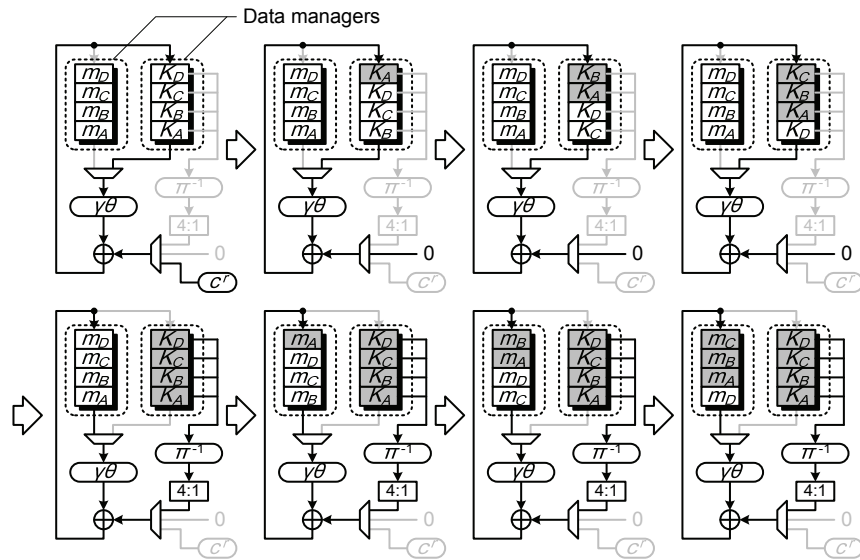 Data managers
m_D K_D
m_C K_C
m_B K_B
m_A K_A
π⁻¹
γθ
4:1
0
c^r
m_D K_A
m_C K_D
m_B K_C
m_A K_B
π⁻¹
γθ
4:1
0
c^r
m_D K_B
m_C K_A
m_B K_D
m_A K_C
π⁻¹
γθ
4:1
0
c^r
m_D K_C
m_C K_B
m_B K_A
m_A K_D
π⁻¹
γθ
4:1
0
c^r
m_D K_D
m_C K_C
m_B K_B
m_A K_A
π⁻¹
γθ
4:1
0
c^r
m_A K_D
m_D K_C
m_C K_B
m_B K_A
π⁻¹
γθ
4:1
0
c^r
m_B K_D
m_A K_C
m_D K_B
m_C K_A
π⁻¹
γθ
4:1
0
c^r
m_C K_D
m_B K_C
m_A K_B
m_D K_A
π⁻¹
γθ
4:1
0
c^r